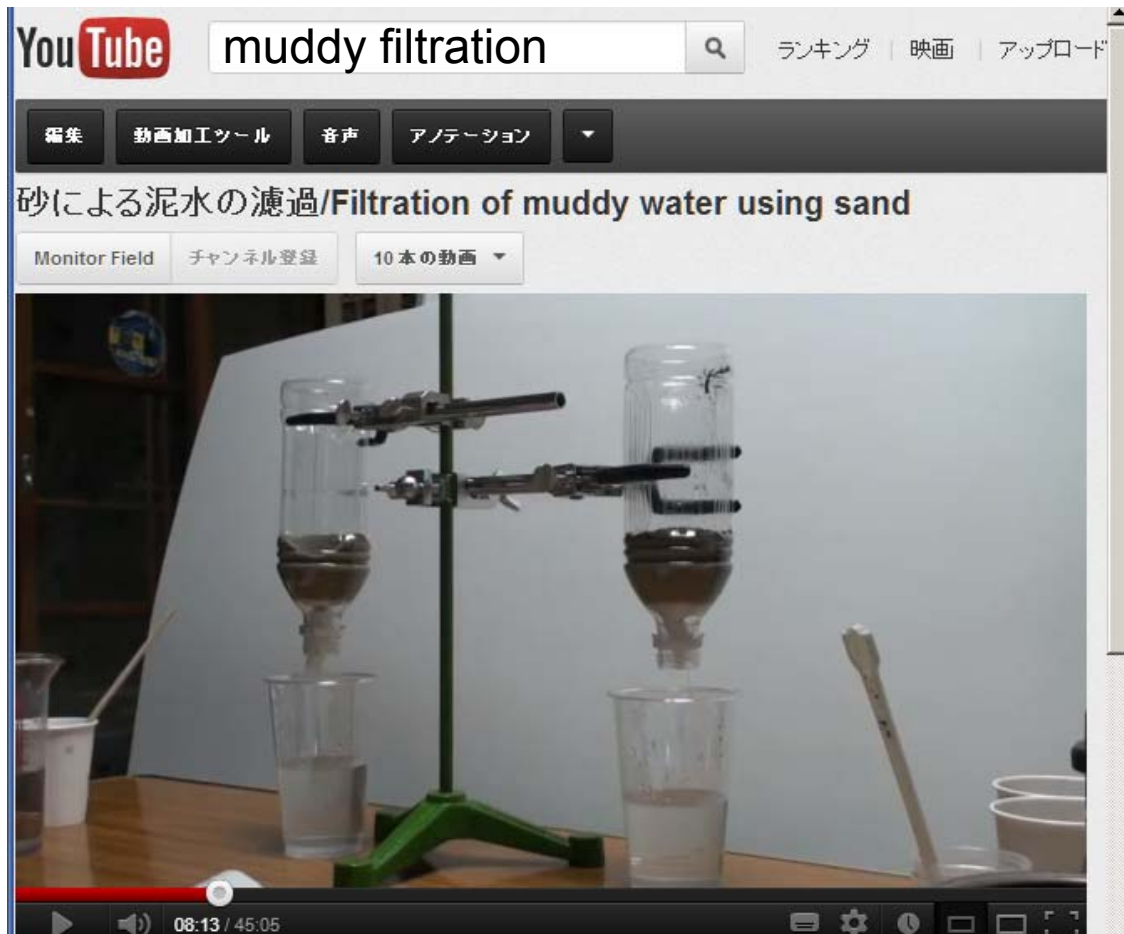 YouTube muddy filtration ランキング | 映画 | アップロード
編集 動画加工ツール 音声 アノテーション
砂による泥水の濾過/Filtration of muddy water using sand
Monitor Field チャンネル登録 10 本の動画
08:13 / 45:05